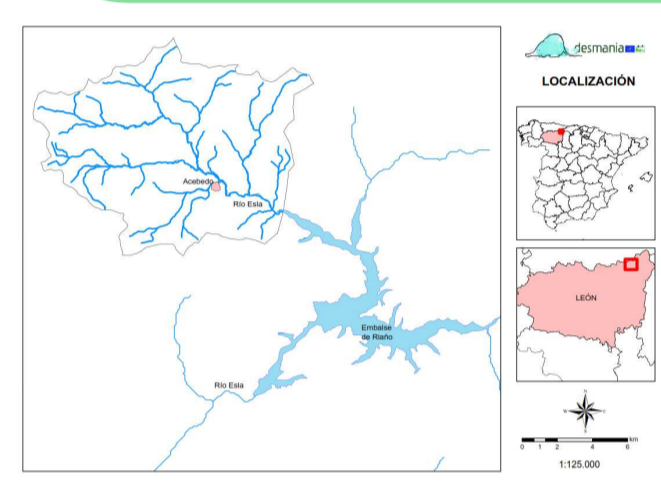 desmania
LOCALIZACIÓN
Acebedo
Río Esla
Embalse
de Riaño
Río Esla
LEÓN
N
W
E
S
0 1 2 4 6 km
1:125.000